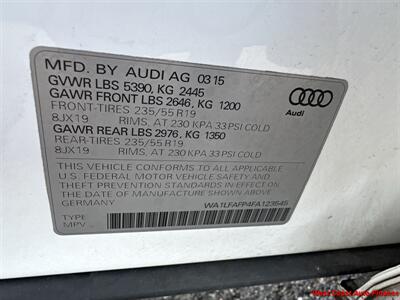 MFD. BY AUDI AG 03 15
GVWR LBS 5390, KG 2445
GAWR FRONT LBS 2646, KG 1200
FRONT-TIRES 235/55 R19
8JX19 RIMS, AT 230 KPA 33 PSI COLD
GAWR REAR LBS 2976, KG 1350
REAR-TIRES 235/55 R19
8JX19 RIMS, AT 230 KPA 33 PSI COLD
THIS VEHICLE CONFORMS TO ALL APPLICABLE
U.S. FEDERAL MOTOR VEHICLE SAFETY AND
THEFT PREVENTION STANDARDS IN EFFECT ON
THE DATE OF MANUFACTURE SHOWN ABOVE
GERMANY
WA1LFAFP4FA123545
TYPE
MPV
Audi